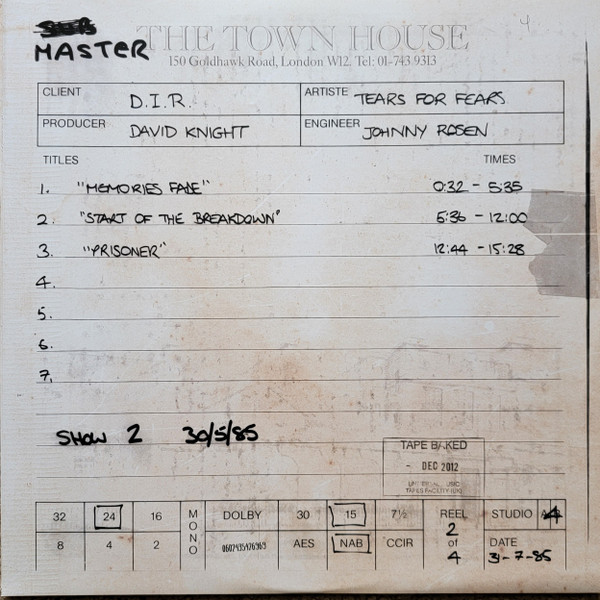 MASTER
THE TOWN HOUSE
150 Goldhawk Road, London W12. Tel: 01-743 9313
CLIENT D.I.R. ARTISTE TEARS FOR FEARS
PRODUCER DAVID KNIGHT ENGINEER JOHNNY ROSEN
TITLES TIMES
1. "MEMORIES FADE" 0:32 - 5:35
2. "START OF THE BREAKDOWN" 5:36 - 12:00
3. "PRISONER" 12:44 - 15:28
4.
5.
6.
7.
SHOW 2 30/5/85
TAPE BAKED
- DEC 2012
32 24 16 MONO DOLBY 30 15 7½ REEL 2 of 4 STUDIO 4
8 4 2 0602435476969 AES NAB CCIR DATE 31-7-85